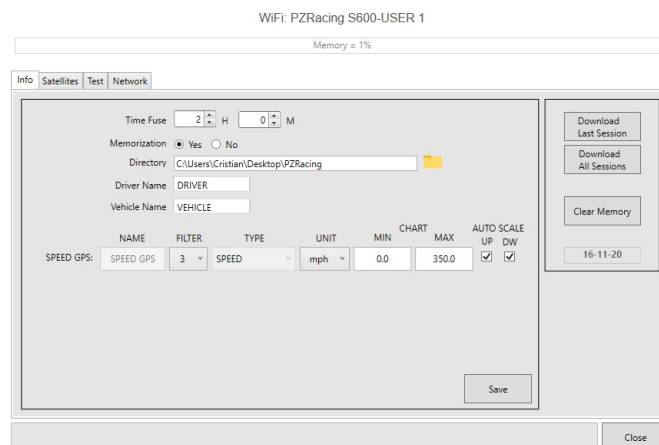 WiFi: PZRacing S600-USER 1
Memory = 1%
Info Satellites Test Network
Time Fuse 2 H 0 M
Memorization Yes No
Directory C:\Users\Cristian\Desktop\PZRacing
Driver Name DRIVER
Vehicle Name VEHICLE
CHART AUTO SCALE
NAME FILTER TYPE UNIT MIN MAX UP DW
SPEED GPS: SPEED GPS 3 SPEED mph 0.0 350.0
Save
Download
Last Session
Download
All Sessions
Clear Memory
16-11-20
Close